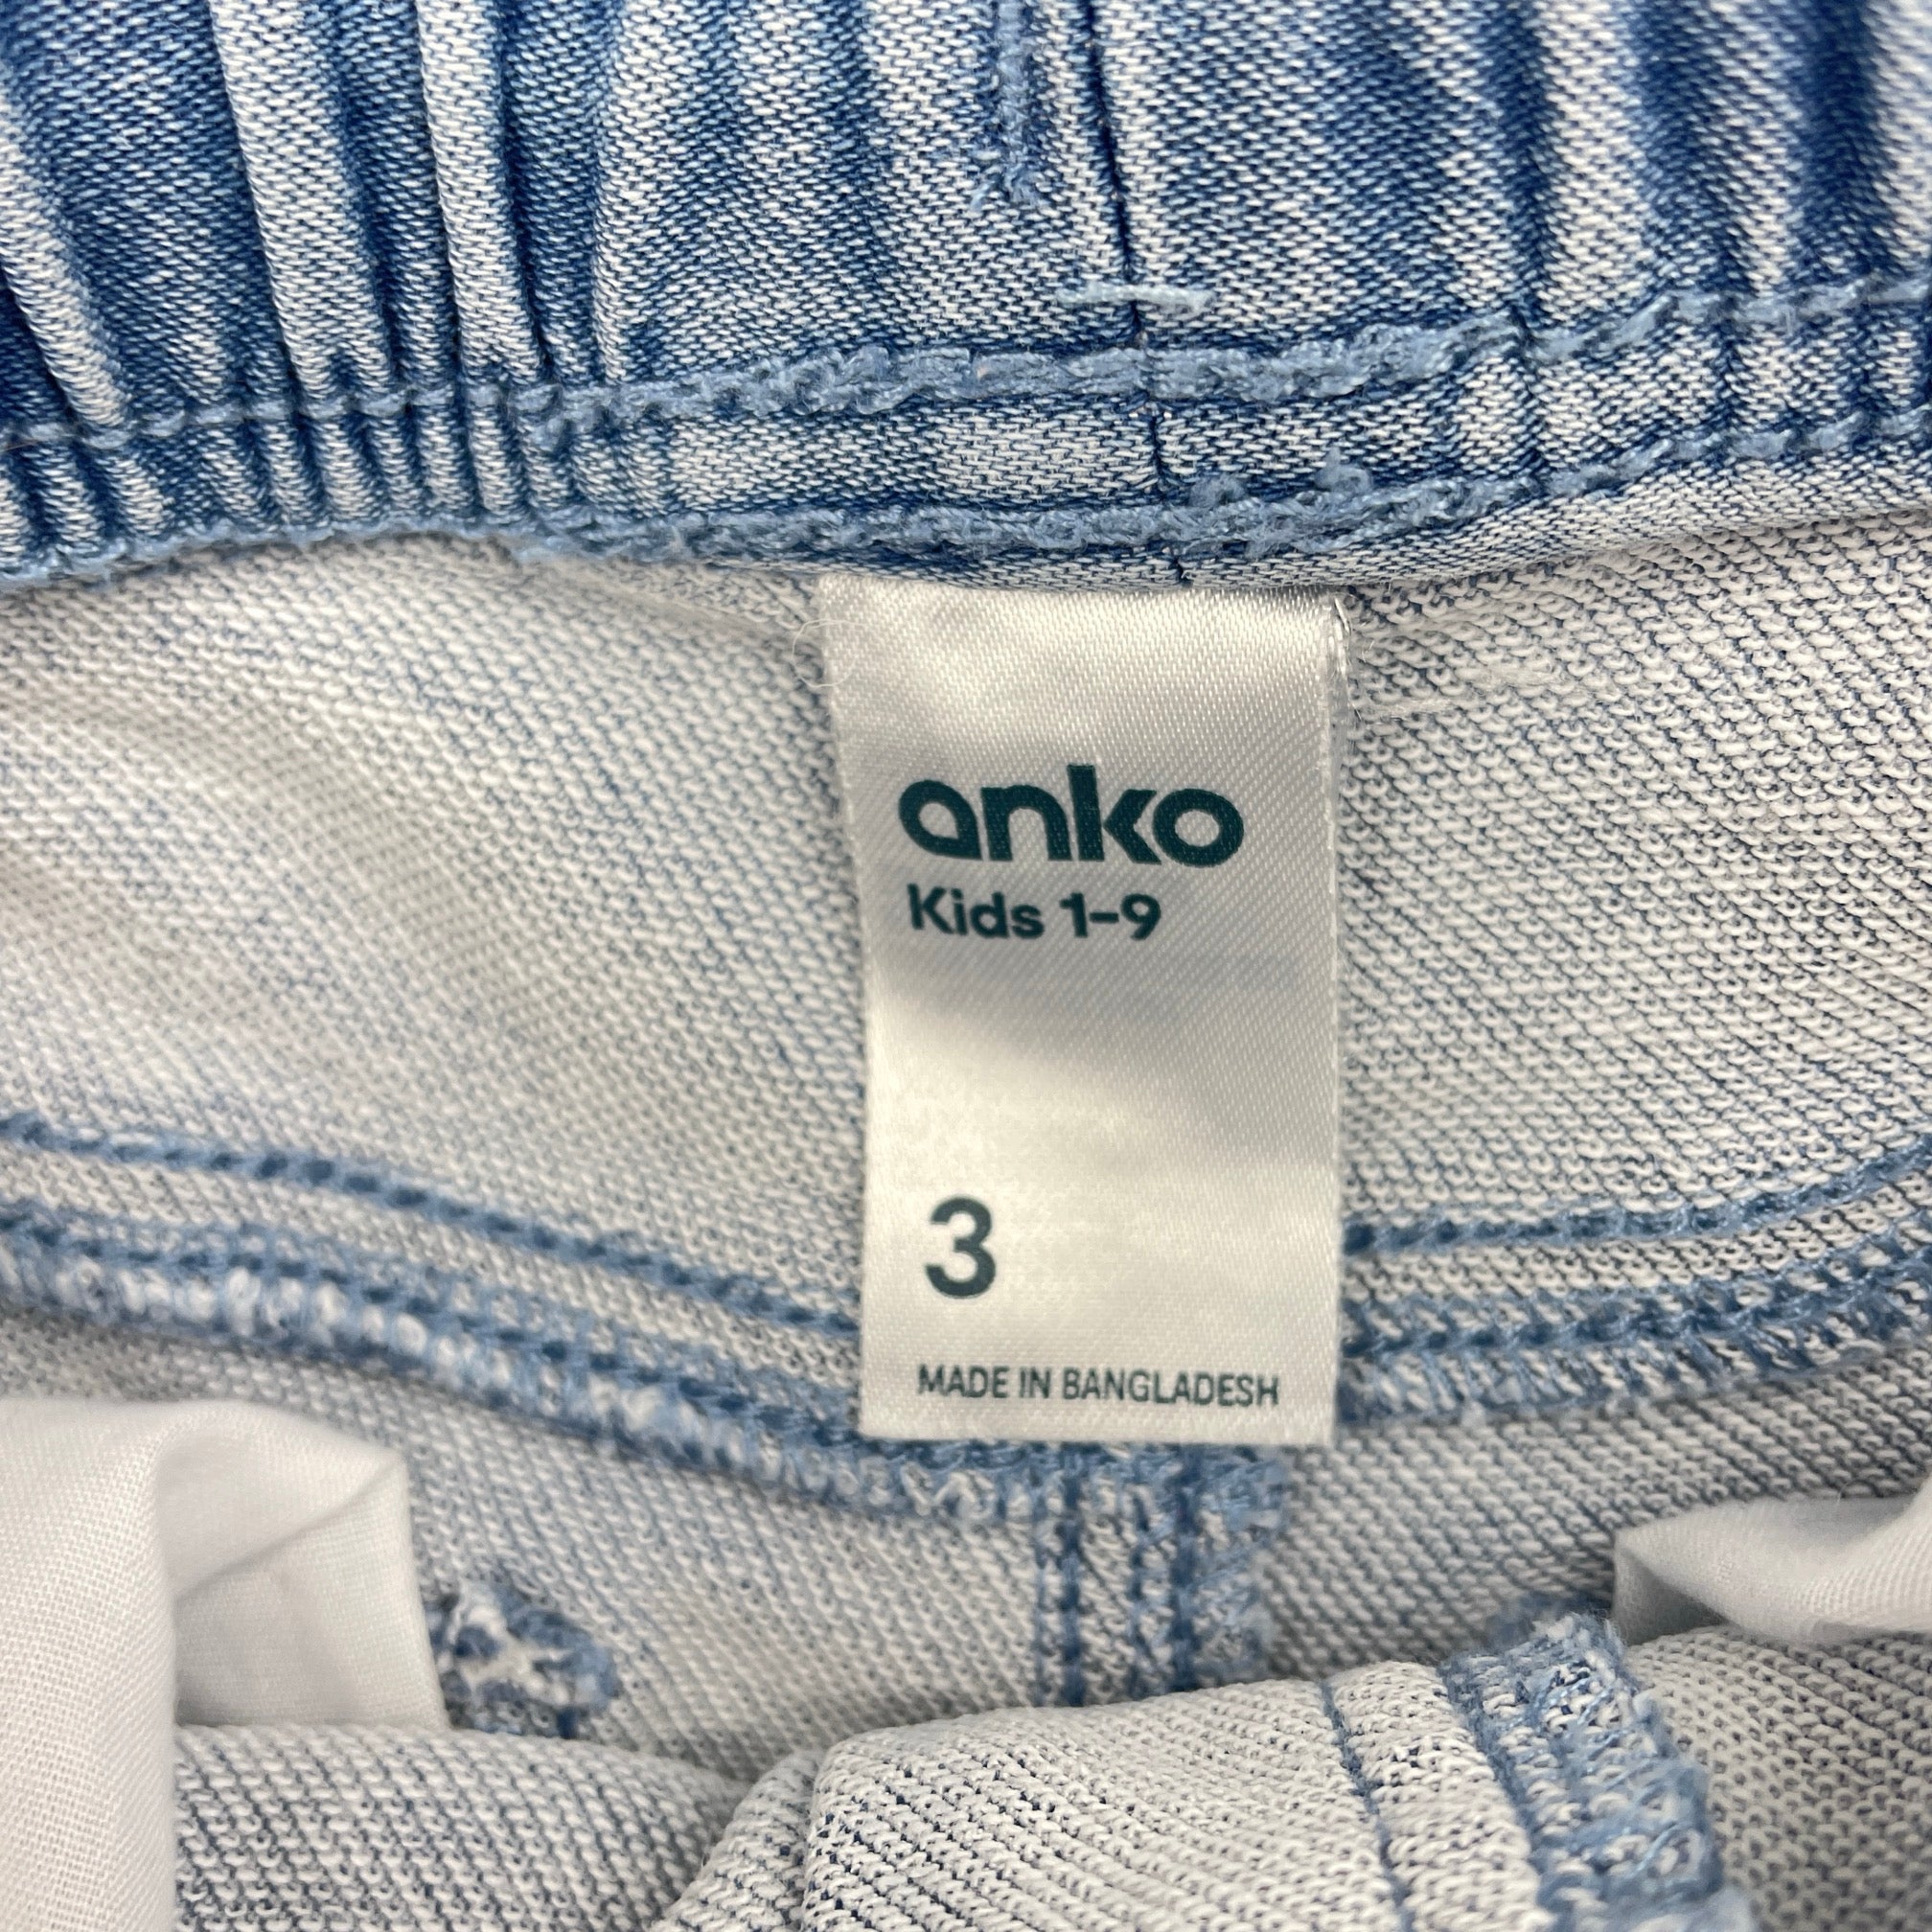 anko
Kids 1-9
3
MADE IN BANGLADESH